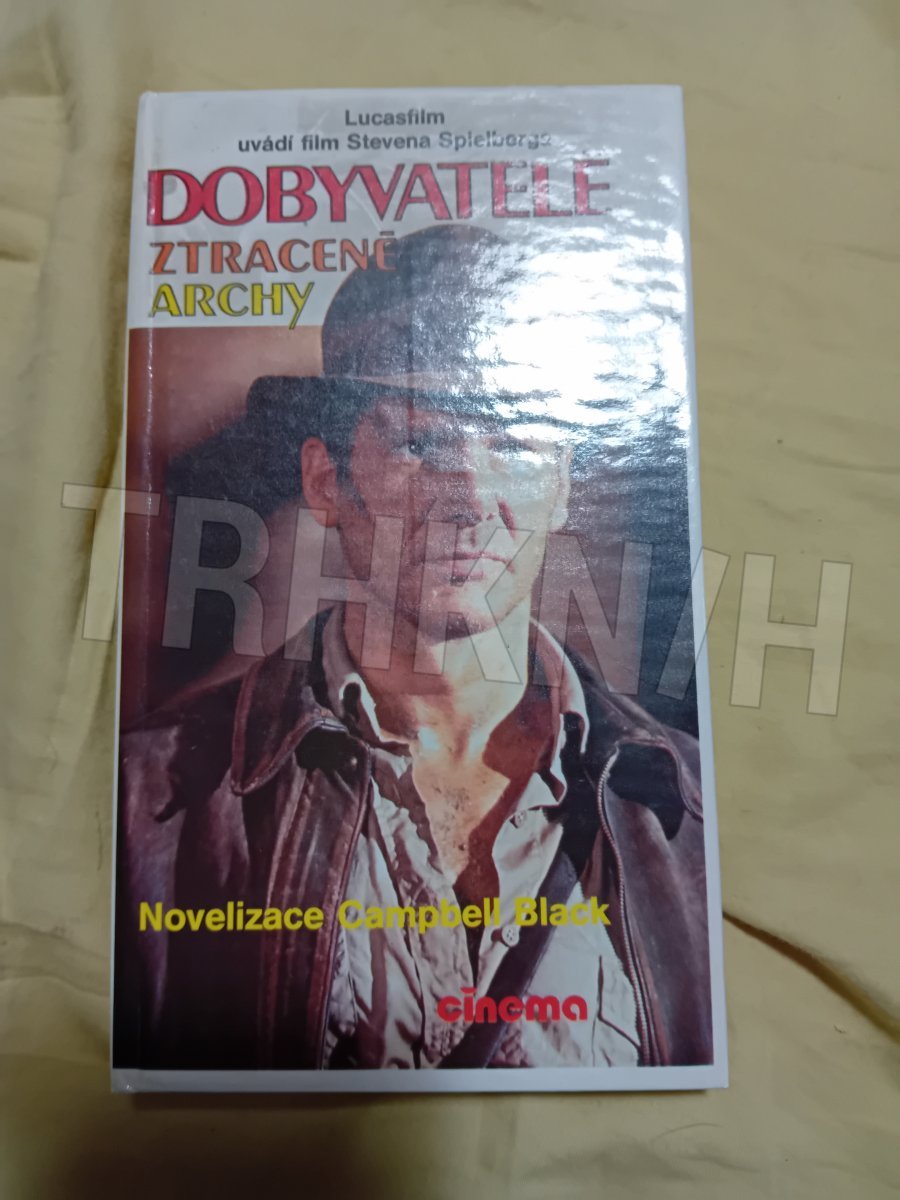 Lucasfilm
uvádí film Stevena Spielberga
DOBYVATELÉ
ZTRACENÉ
ARCHY
TRHKNIH
Novelizace Campbell Black
cinema